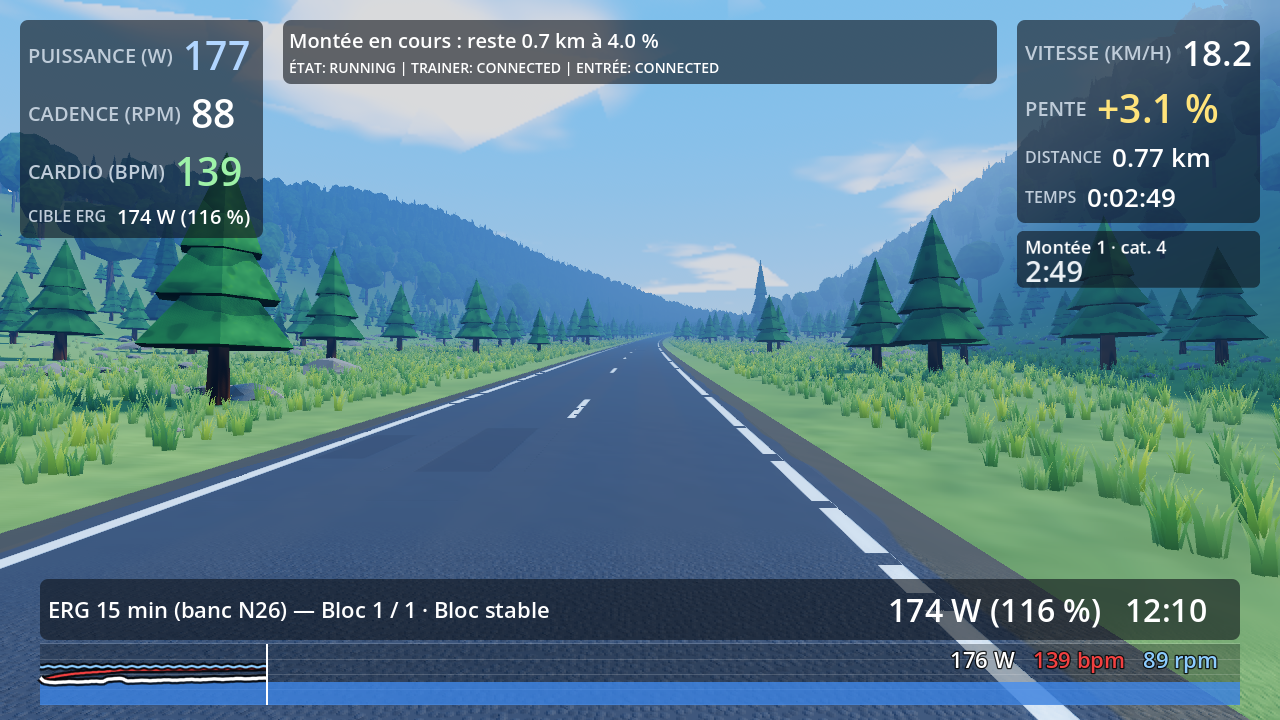 PUISSANCE (W) 177
CADENCE (RPM) 88
CARDIO (BPM) 139
CIBLE ERG 174 W (116 %)
Montée en cours : reste 0.7 km à 4.0 %
ÉTAT: RUNNING | TRAINER: CONNECTED | ENTRÉE: CONNECTED
VITESSE (KM/H) 18.2
PENTE +3.1 %
DISTANCE 0.77 km
TEMPS 0:02:49
Montée 1 · cat. 4
2:49
ERG 15 min (banc N26) — Bloc 1 / 1 · Bloc stable 174 W (116 %) 12:10
176 W 139 bpm 89 rpm